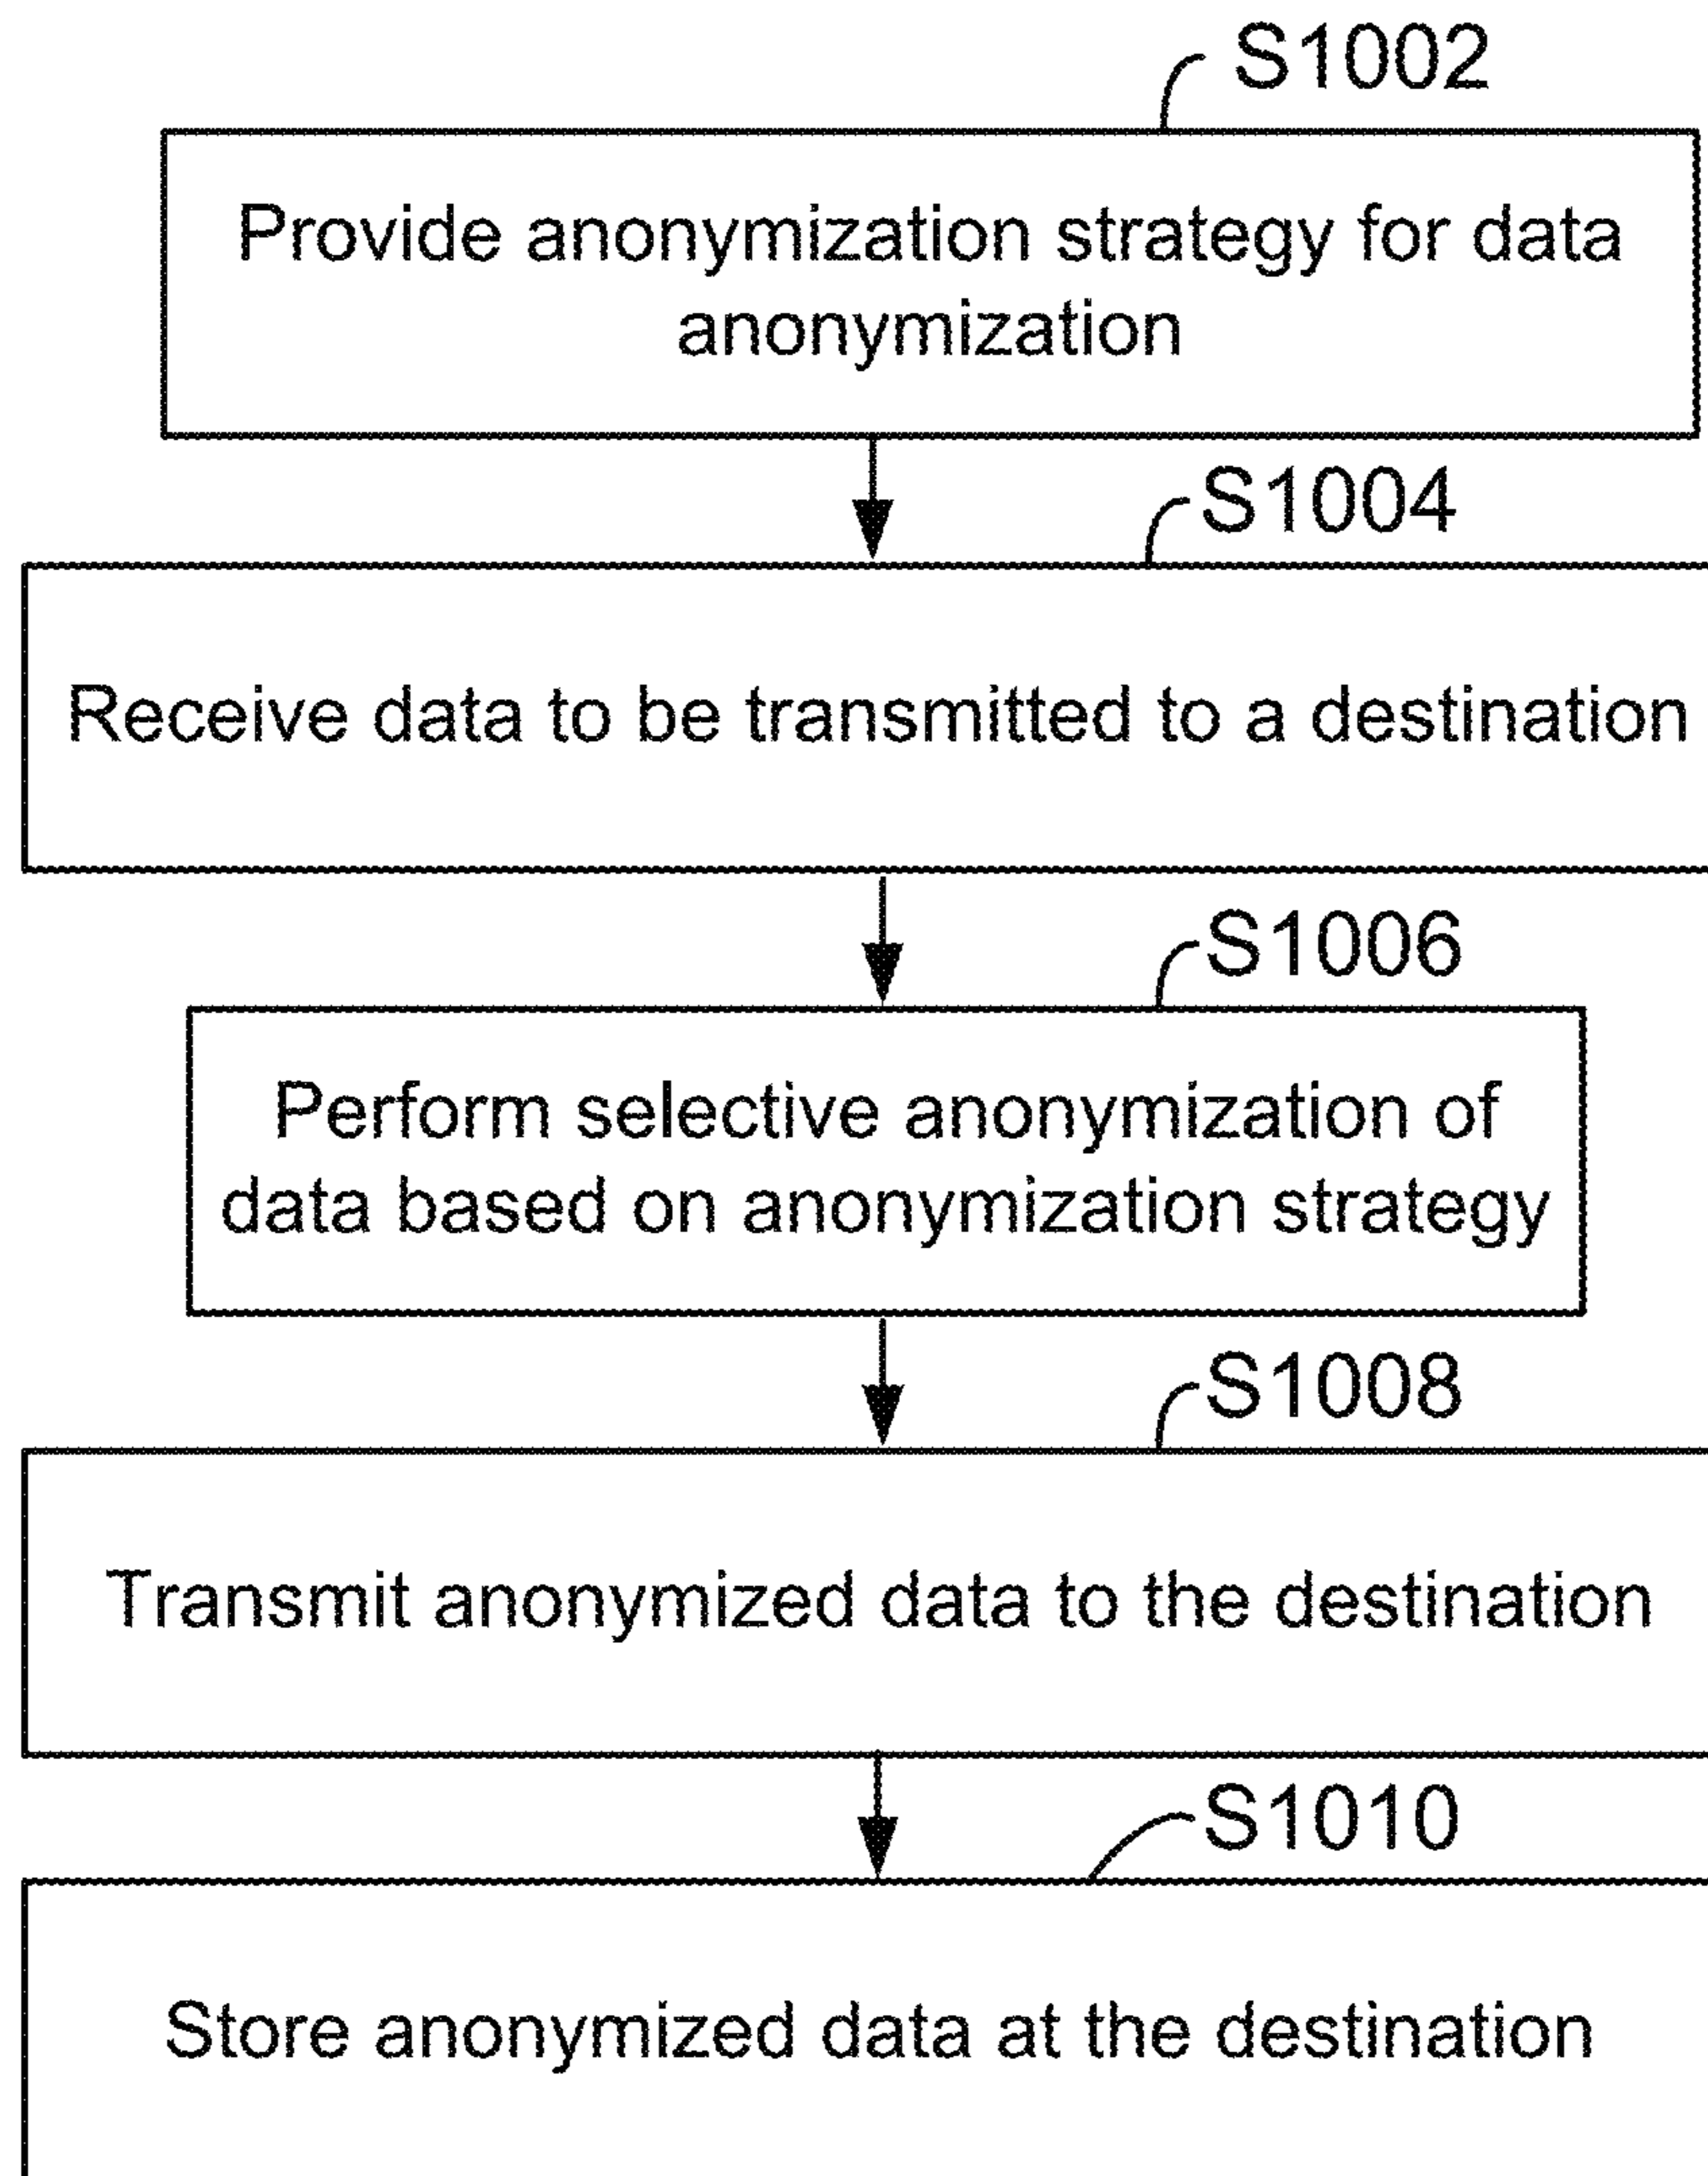 S1002
Provide anonymization strategy for data
anonymization
S1004
Receive data to be transmitted to a destination
S1006
Perform selective anonymization of
data based on anonymization strategy
S1008
Transmit anonymized data to the destination
S1010
Store anonymized data at the destination